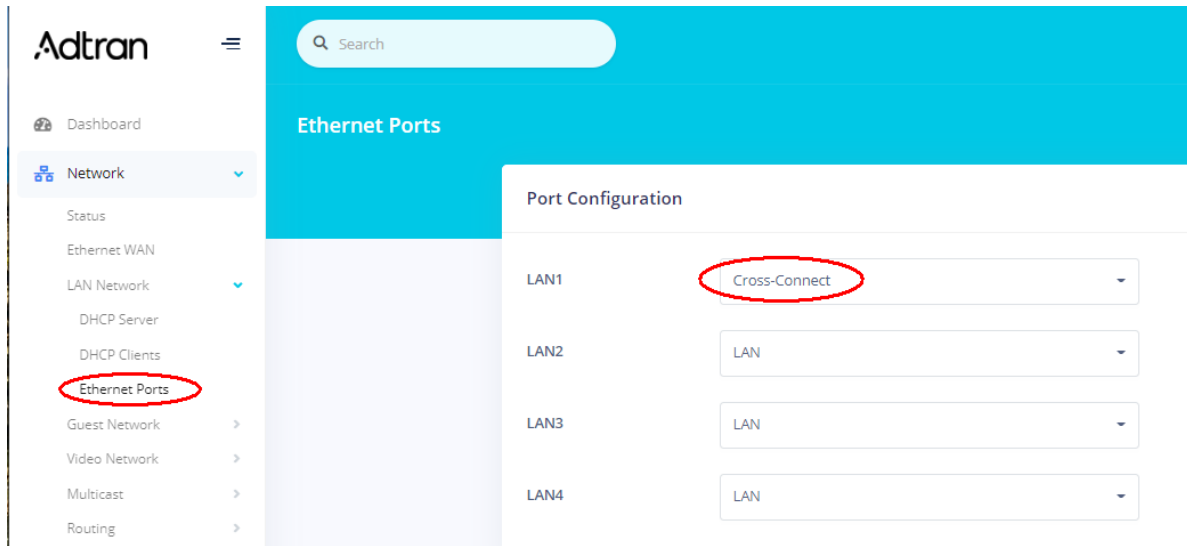 Adtran
Search
Dashboard
Ethernet Ports
Network
Status
Ethernet WAN
LAN Network
DHCP Server
DHCP Clients
Ethernet Ports
Guest Network
Video Network
Multicast
Routing
Port Configuration
LAN1
Cross-Connect
LAN2
LAN
LAN3
LAN
LAN4
LAN